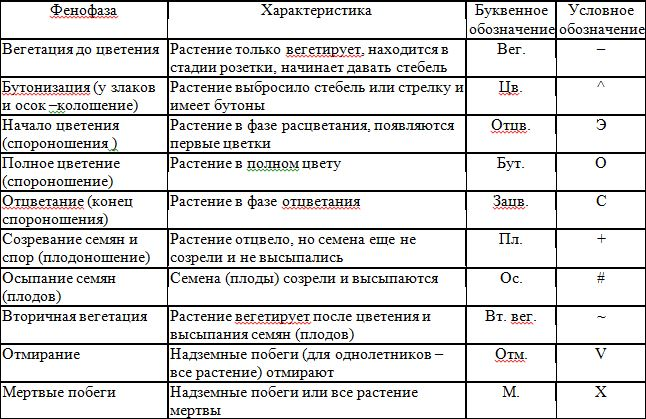 Фенофаза Характеристика Буквенное обозначение Условное обозначение
Вегетация до цветения Растение только вегетирует, находится в стадии розетки, начинает давать стебель Вег. –
Бутонизация (у злаков и осок –колошение) Растение выбросило стебель или стрелку и имеет бутоны Цв. ^
Начало цветения (спороношения ) Растение в фазе расцветания, появляются первые цветки Отцв. Э
Полное цветение (спороношение) Растение в полном цвету Бут. О
Отцветание (конец спороношения) Растение в фазе отцветания Зацв. С
Созревание семян и спор (плодоношение) Растение отцвело, но семена еще не созрели и не высыпались Пл. +
Осыпание семян (плодов) Семена (плоды) созрели и высыпаются Ос. #
Вторичная вегетация Растение вегетирует после цветения и высыпания семян (плодов) Вт. вег. ~
Отмирание Надземные побеги (для однолетников – все растение) отмирают Отм. V
Мертвые побеги Надземные побеги или все растение мертвы М. X